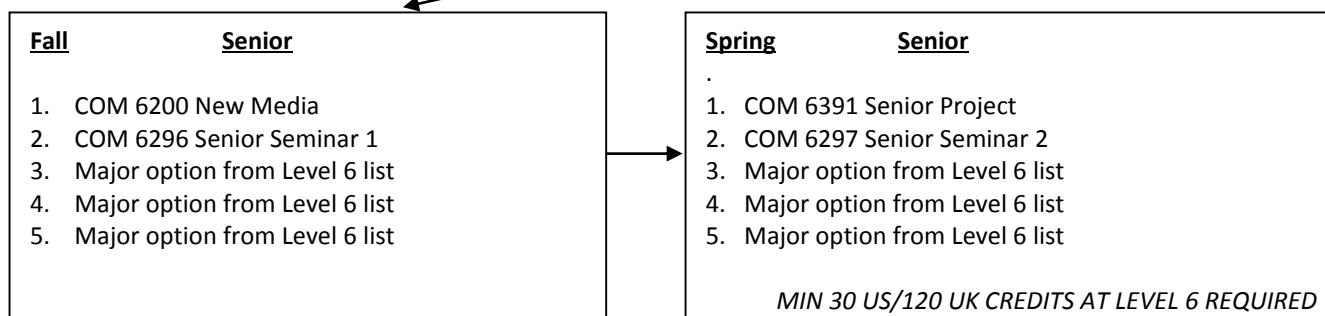 Fall Senior
1. COM 6200 New Media
2. COM 6296 Senior Seminar 1
3. Major option from Level 6 list
4. Major option from Level 6 list
5. Major option from Level 6 list
Spring Senior
.
1. COM 6391 Senior Project
2. COM 6297 Senior Seminar 2
3. Major option from Level 6 list
4. Major option from Level 6 list
5. Major option from Level 6 list
MIN 30 US/120 UK CREDITS AT LEVEL 6 REQUIRED